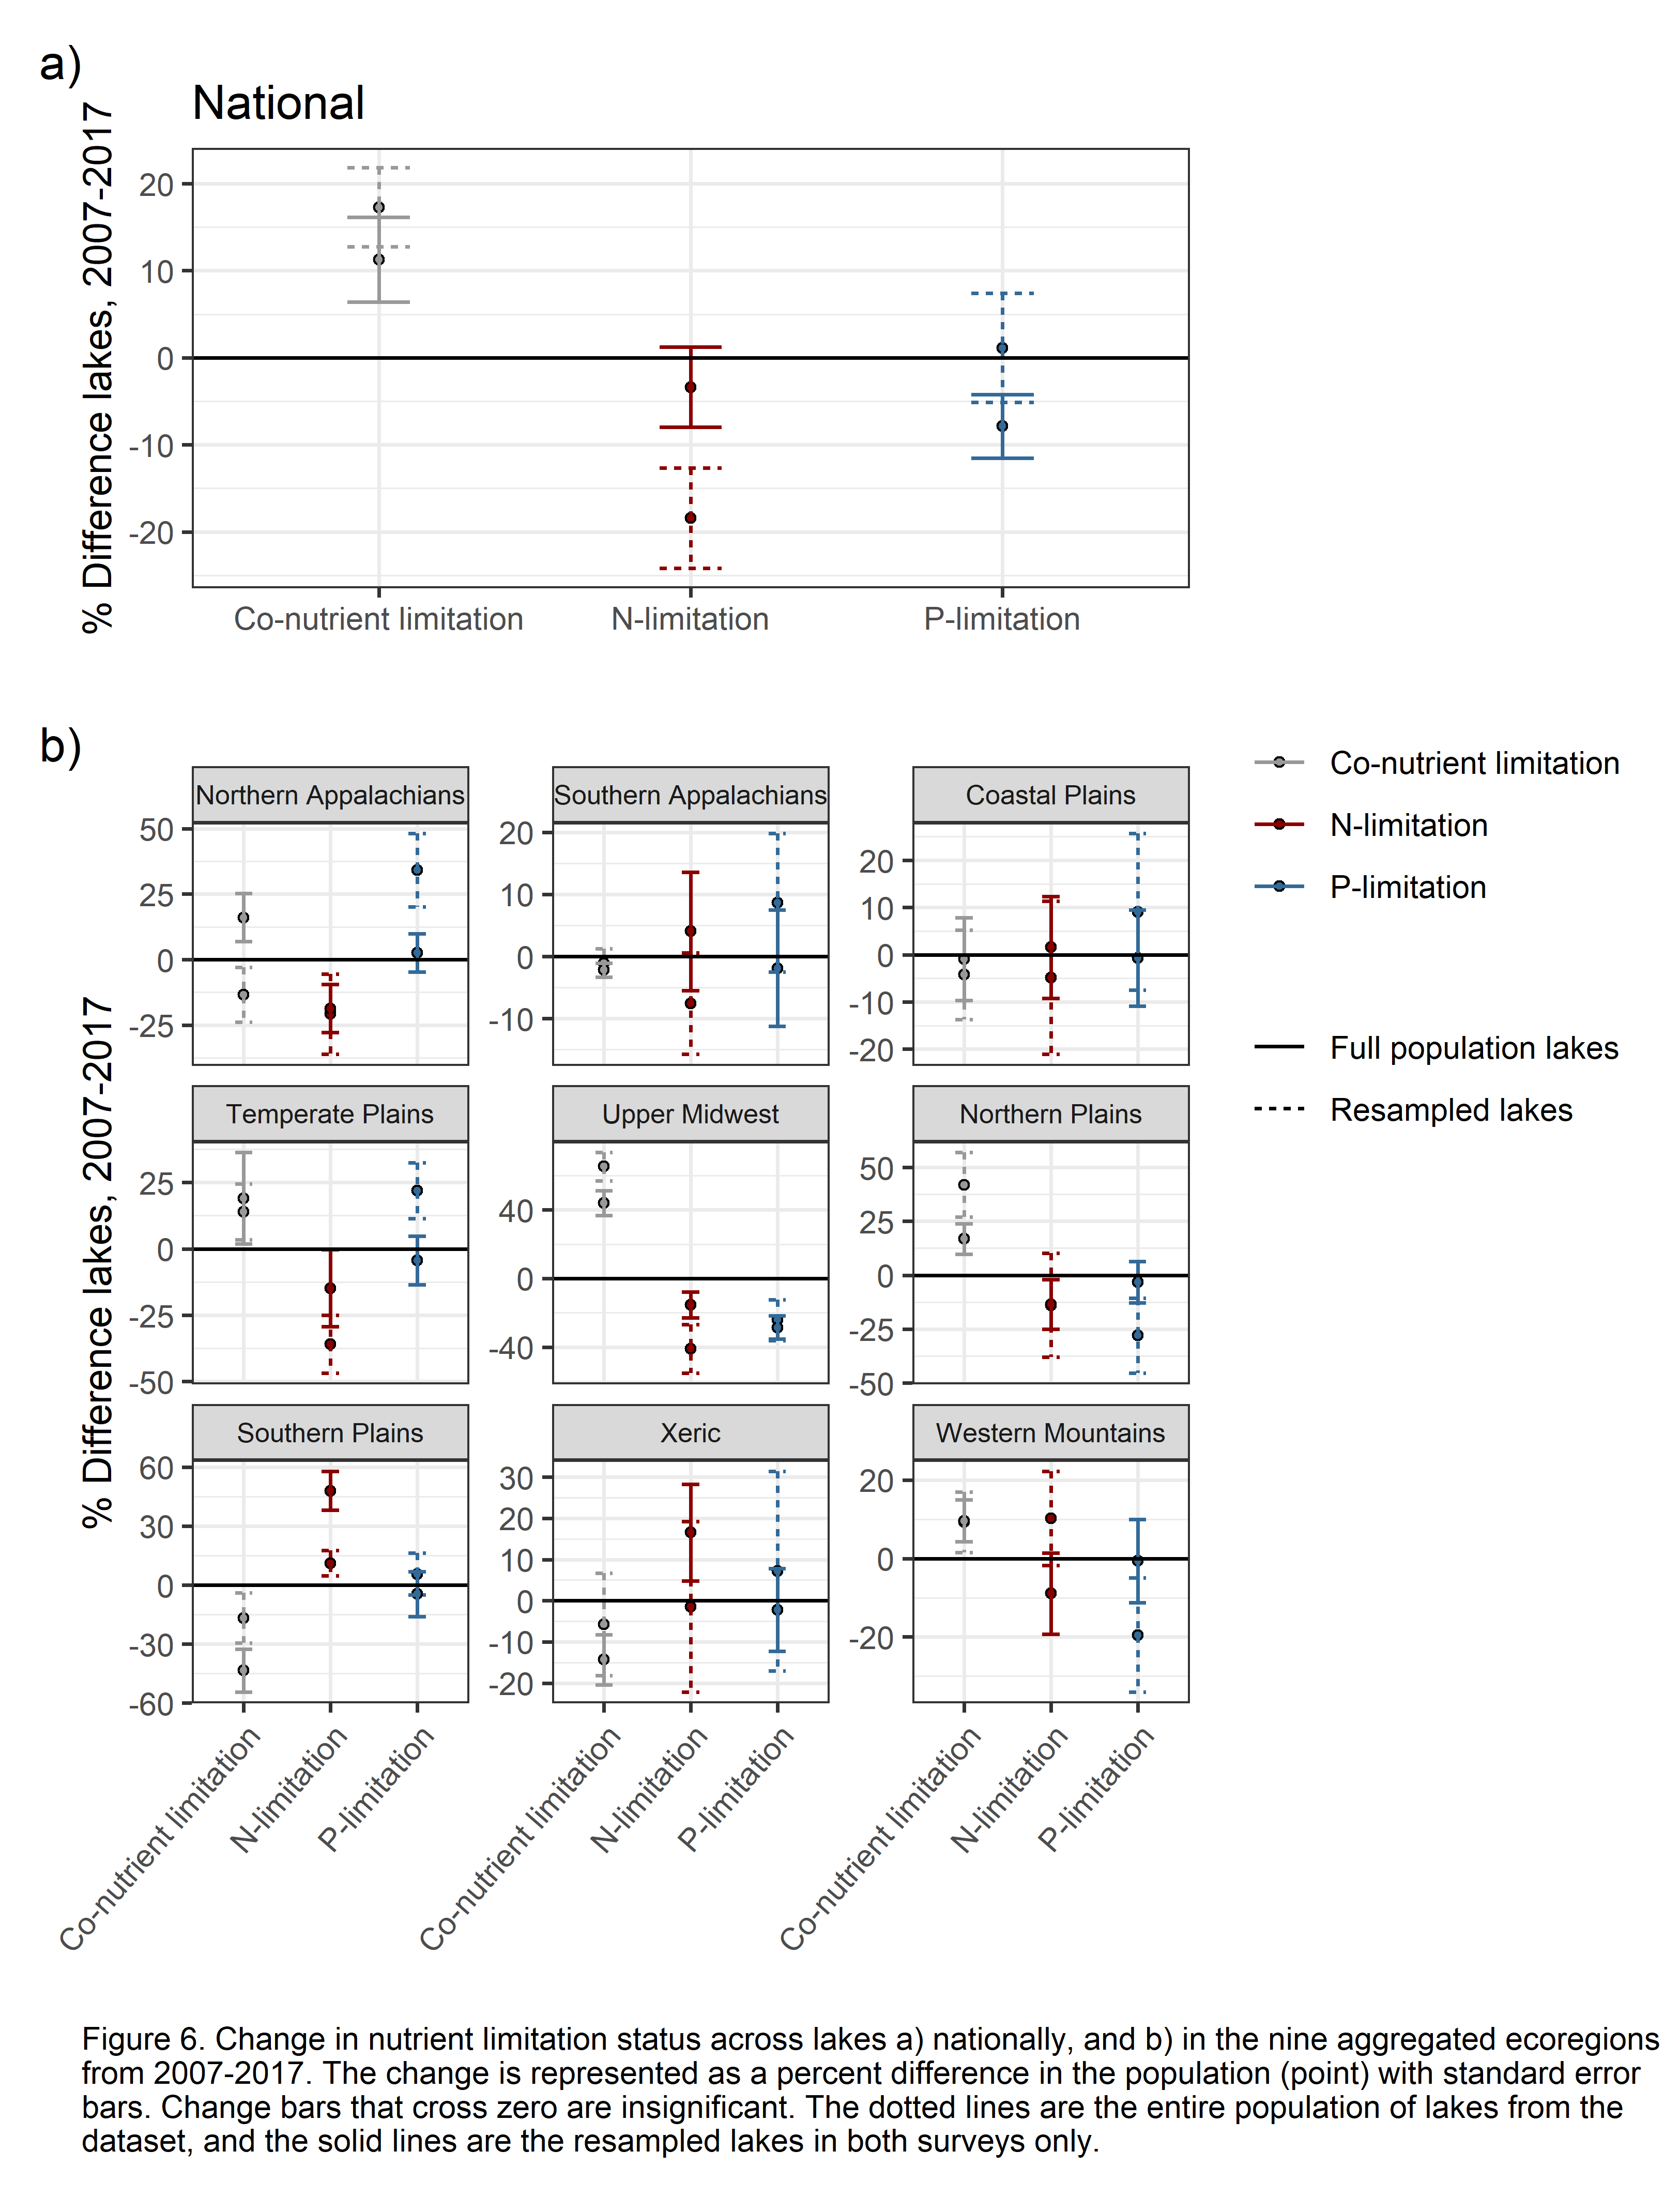 a)
National
% Difference lakes, 2007-2017
20
10
0
-10
-20
Co-nutrient limitation N-limitation P-limitation
b)
% Difference lakes, 2007-2017
Northern Appalachians
50
25
0
-25
Southern Appalachians
20
10
0
-10
Coastal Plains
20
10
0
-10
-20
Temperate Plains
25
0
-25
-50
Upper Midwest
40
0
-40
Northern Plains
50
25
0
-25
-50
Southern Plains
60
30
0
-30
-60
Xeric
30
20
10
0
-10
-20
Western Mountains
20
0
-20
Co-nutrient limitation
N-limitation
P-limitation
Co-nutrient limitation
N-limitation
P-limitation
Co-nutrient limitation
N-limitation
P-limitation
Co-nutrient limitation
N-limitation
P-limitation
Full population lakes
Resampled lakes
Figure 6. Change in nutrient limitation status across lakes a) nationally, and b) in the nine aggregated ecoregions
from 2007-2017. The change is represented as a percent difference in the population (point) with standard error
bars. Change bars that cross zero are insignificant. The dotted lines are the entire population of lakes from the
dataset, and the solid lines are the resampled lakes in both surveys only.